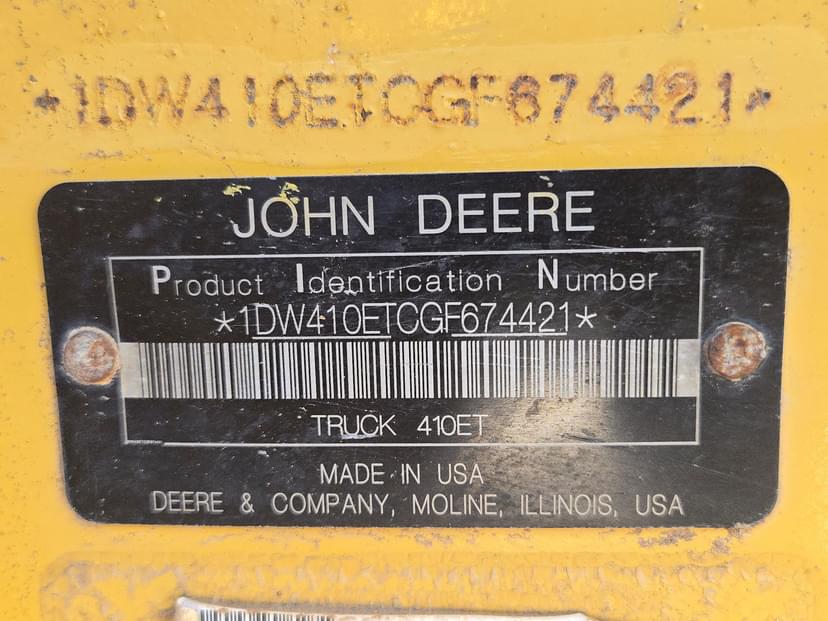 *1DW410ETCGF674421*
JOHN DEERE
Product Identification Number
*1DW410ETCGF674421*
TRUCK 410ET
MADE IN USA
DEERE & COMPANY, MOLINE, ILLINOIS, USA